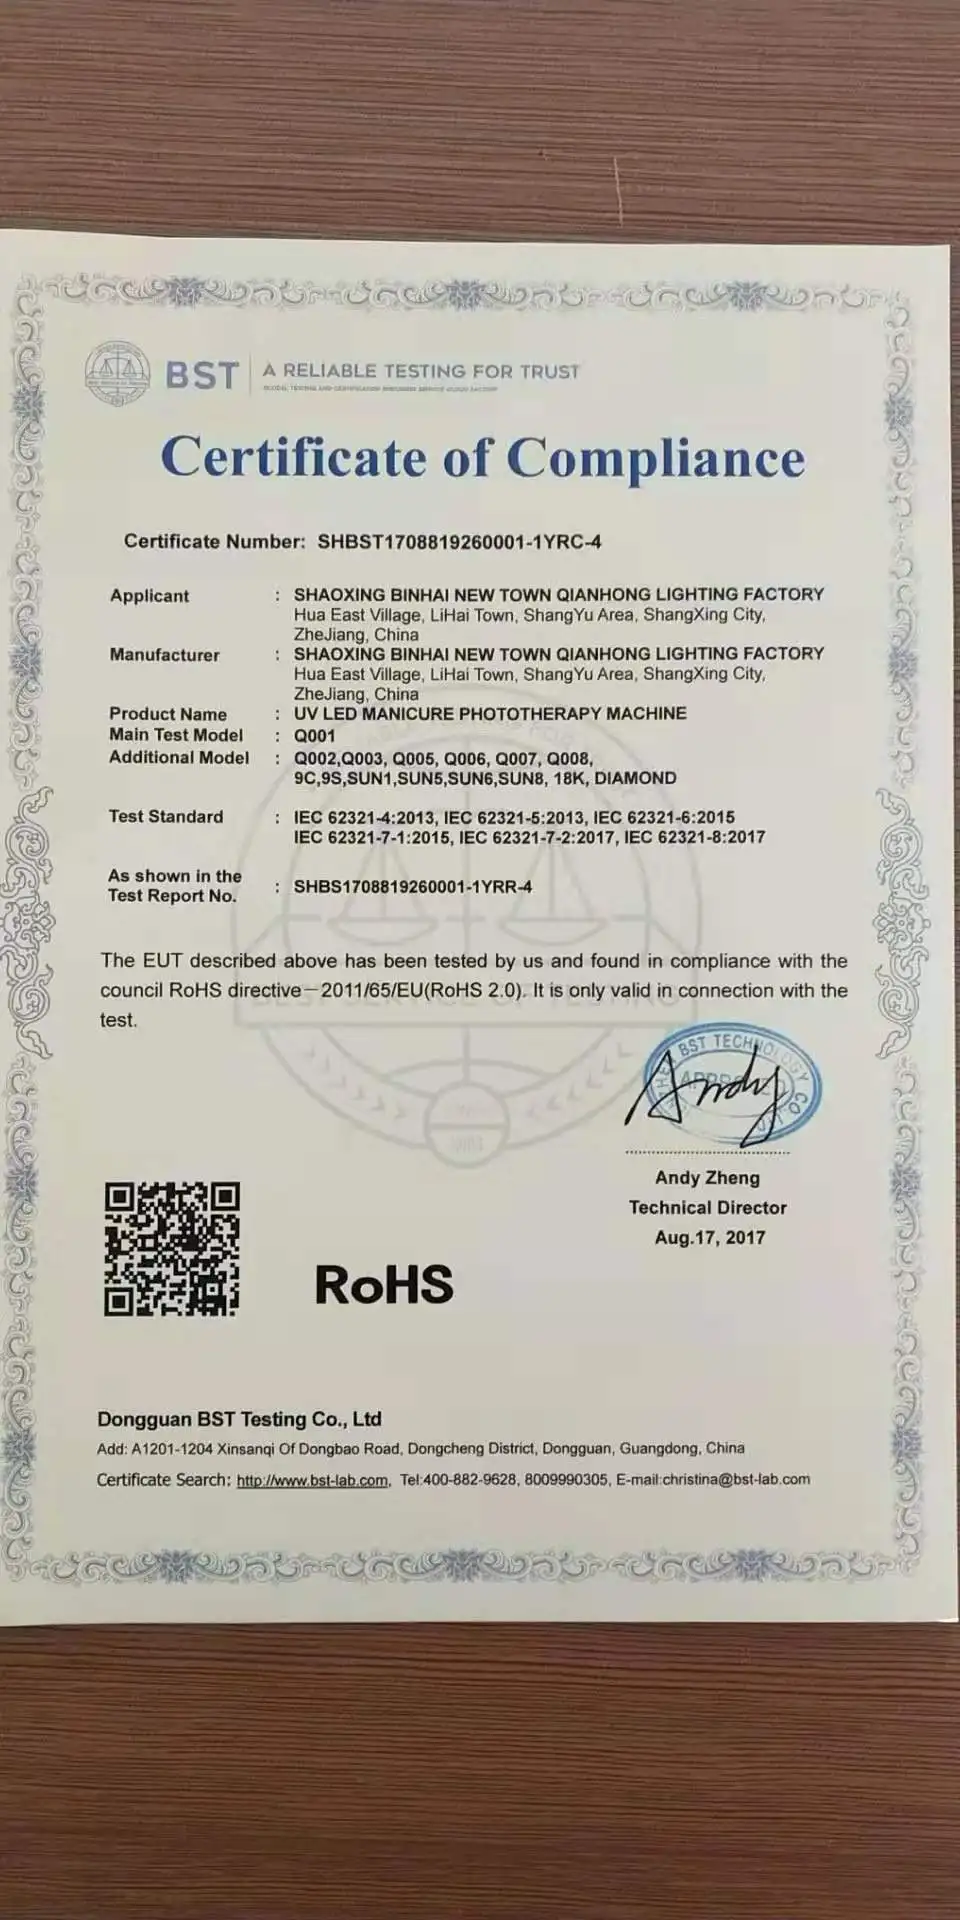 BST A RELIABLE TESTING FOR TRUST
Certificate of Compliance
Certificate Number: SHBST1708819260001-1YRC-4
Applicant : SHAOXING BINHAI NEW TOWN QIANHONG LIGHTING FACTORY
Hua East Village, LiHai Town, ShangYu Area, ShangXing City,
ZheJiang, China
Manufacturer : SHAOXING BINHAI NEW TOWN QIANHONG LIGHTING FACTORY
Hua East Village, LiHai Town, ShangYu Area, ShangXing City,
ZheJiang, China
Product Name : UV LED MANICURE PHOTOTHERAPY MACHINE
Main Test Model : Q001
Additional Model : Q002,Q003, Q005, Q006, Q007, Q008,
9C,9S,SUN1,SUN5,SUN6,SUN8, 18K, DIAMOND
Test Standard : IEC 62321-4:2013, IEC 62321-5:2013, IEC 62321-6:2015
IEC 62321-7-1:2015, IEC 62321-7-2:2017, IEC 62321-8:2017
As shown in the
Test Report No. : SHBS1708819260001-1YRR-4
The EUT described above has been tested by us and found in compliance with the
council RoHS directive－2011/65/EU(RoHS 2.0). It is only valid in connection with the
test.
BST TECHNOLOGY CO
Andy
Andy Zheng
Technical Director
Aug.17, 2017
RoHS
Dongguan BST Testing Co., Ltd
Add: A1201-1204 Xinsanqi Of Dongbao Road, Dongcheng District, Dongguan, Guangdong, China
Certificate Search: http://www.bst-lab.com, Tel:400-882-9628, 8009990305, E-mail:christina@bst-lab.com